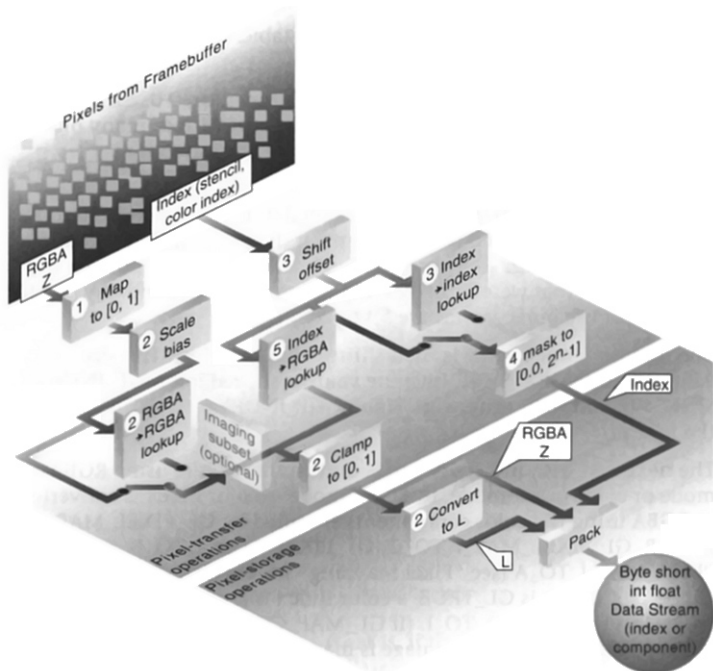 Pixels from Framebuffer
Index (stencil,
color index)
RGBA
Z
1 Map
to [0, 1]
2 Scale
bias
3 Shift
offset
3 Index
➔index
lookup
5 Index
➔RGBA
lookup
4 mask to
[0.0, 2n-1]
2 RGBA
➔RGBA
lookup
Imaging
subset
(optional)
2 Clamp
to [0, 1]
2 Convert
to L
Index
RGBA
Z
L
Pack
Pixel-transfer
operations
Pixel-storage
operations
Byte short
int float
Data Stream
(index or
component)